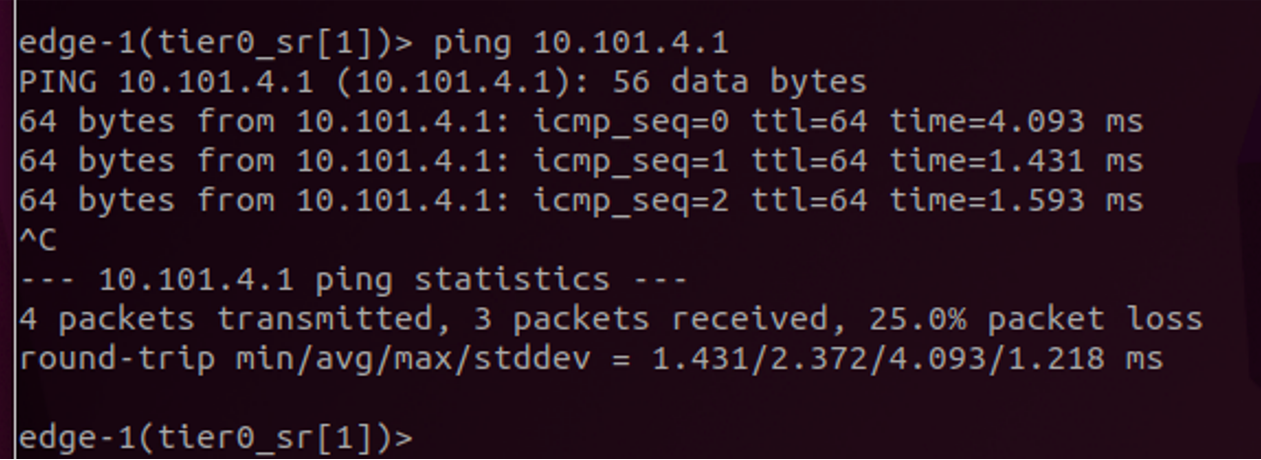 edge-1(tier0_sr[1])> ping 10.101.4.1
PING 10.101.4.1 (10.101.4.1): 56 data bytes
64 bytes from 10.101.4.1: icmp_seq=0 ttl=64 time=4.093 ms
64 bytes from 10.101.4.1: icmp_seq=1 ttl=64 time=1.431 ms
64 bytes from 10.101.4.1: icmp_seq=2 ttl=64 time=1.593 ms
^C
--- 10.101.4.1 ping statistics ---
4 packets transmitted, 3 packets received, 25.0% packet loss
round-trip min/avg/max/stddev = 1.431/2.372/4.093/1.218 ms
edge-1(tier0_sr[1])>